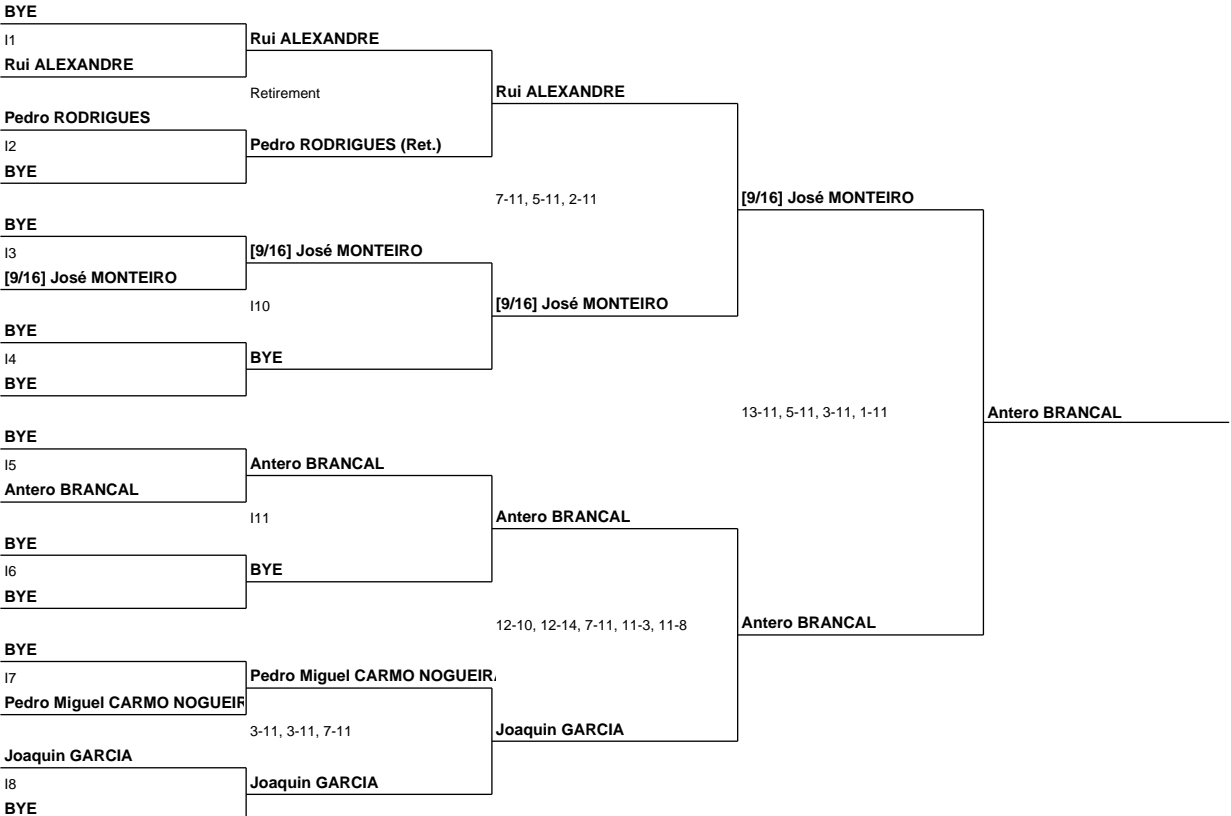 BYE
I1
Rui ALEXANDRE
Rui ALEXANDRE
Retirement
Rui ALEXANDRE
Pedro RODRIGUES
I2
Pedro RODRIGUES (Ret.)
BYE
7-11, 5-11, 2-11
[9/16] José MONTEIRO
BYE
I3
[9/16] José MONTEIRO
[9/16] José MONTEIRO
I10
[9/16] José MONTEIRO
BYE
I4
BYE
BYE
13-11, 5-11, 3-11, 1-11
Antero BRANCAL
BYE
I5
Antero BRANCAL
Antero BRANCAL
I11
Antero BRANCAL
BYE
I6
BYE
BYE
12-10, 12-14, 7-11, 11-3, 11-8
Antero BRANCAL
BYE
I7
Pedro Miguel CARMO NOGUEIR
Pedro Miguel CARMO NOGUEIR
3-11, 3-11, 7-11
Joaquin GARCIA
Joaquin GARCIA
I8
Joaquin GARCIA
BYE